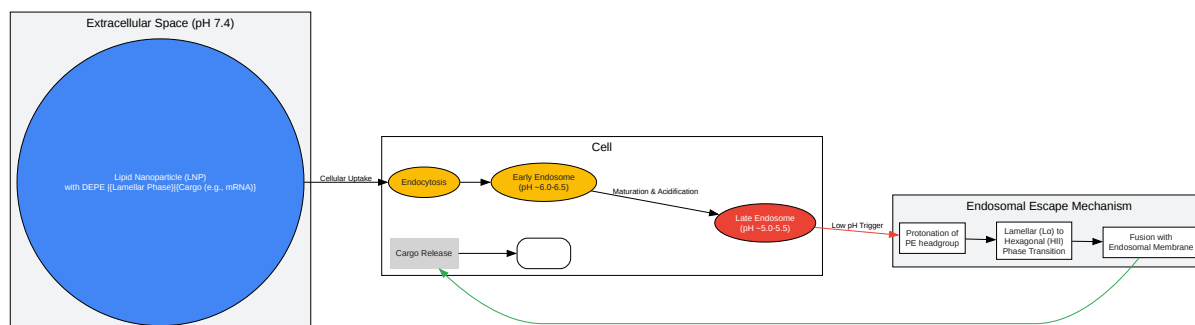 Extracellular Space (pH 7.4)
Lipid Nanoparticle (LNP)
with DEPE |{Lamellar Phase}|{Cargo (e.g., mRNA)}
Cellular Uptake
Cell
Endocytosis
Early Endosome
(pH ~6.0-6.5)
Maturation & Acidification
Late Endosome
(pH ~5.0-5.5)
Cargo Release
Low pH Trigger
Endosomal Escape Mechanism
Protonation of
PE headgroup
Lamellar (Lα) to
Hexagonal (HII)
Phase Transition
Fusion with
Endosomal Membrane